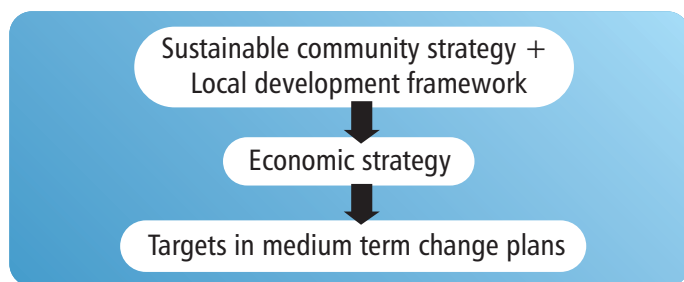 Sustainable community strategy +
Local development framework
Economic strategy
Targets in medium term change plans